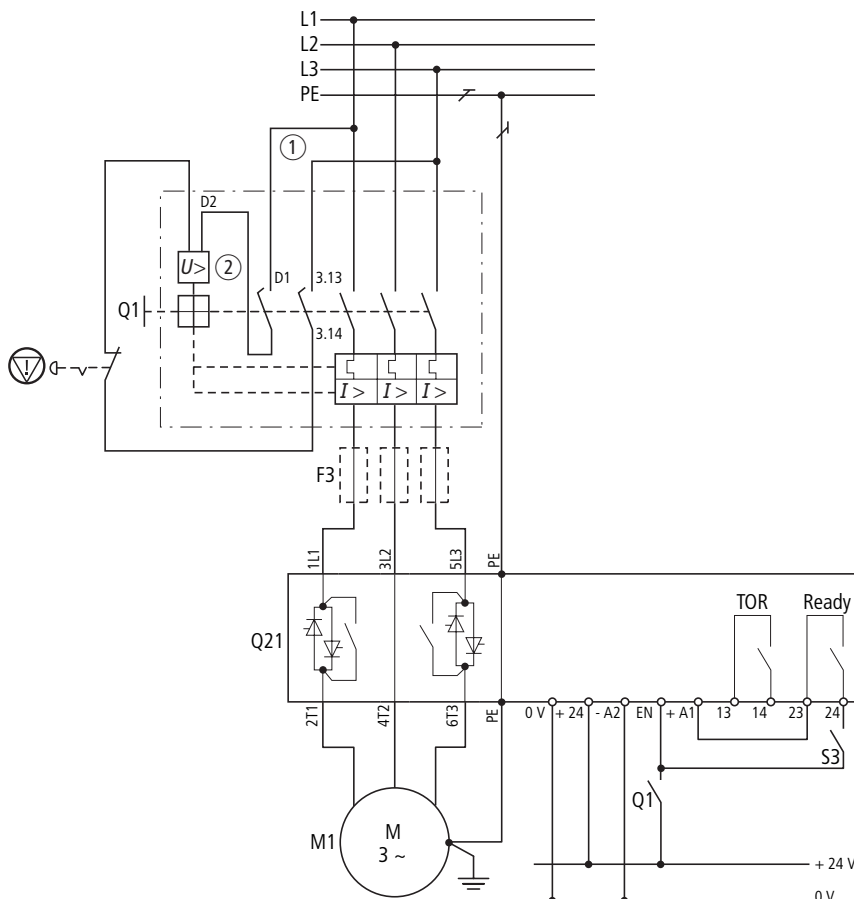 L1
L2
L3
PE
1
D2
U>
2
D1
3.13
Q1
3.14
I > I > I >
F3
1L1 3L2 5L3 PE
TOR Ready
Q21
2T1 4T2 6T3 PE
0 V + 24 - A2 EN + A1 13 14 23 24
S3
Q1
M1
M
3 ~
+ 24 V
0 V